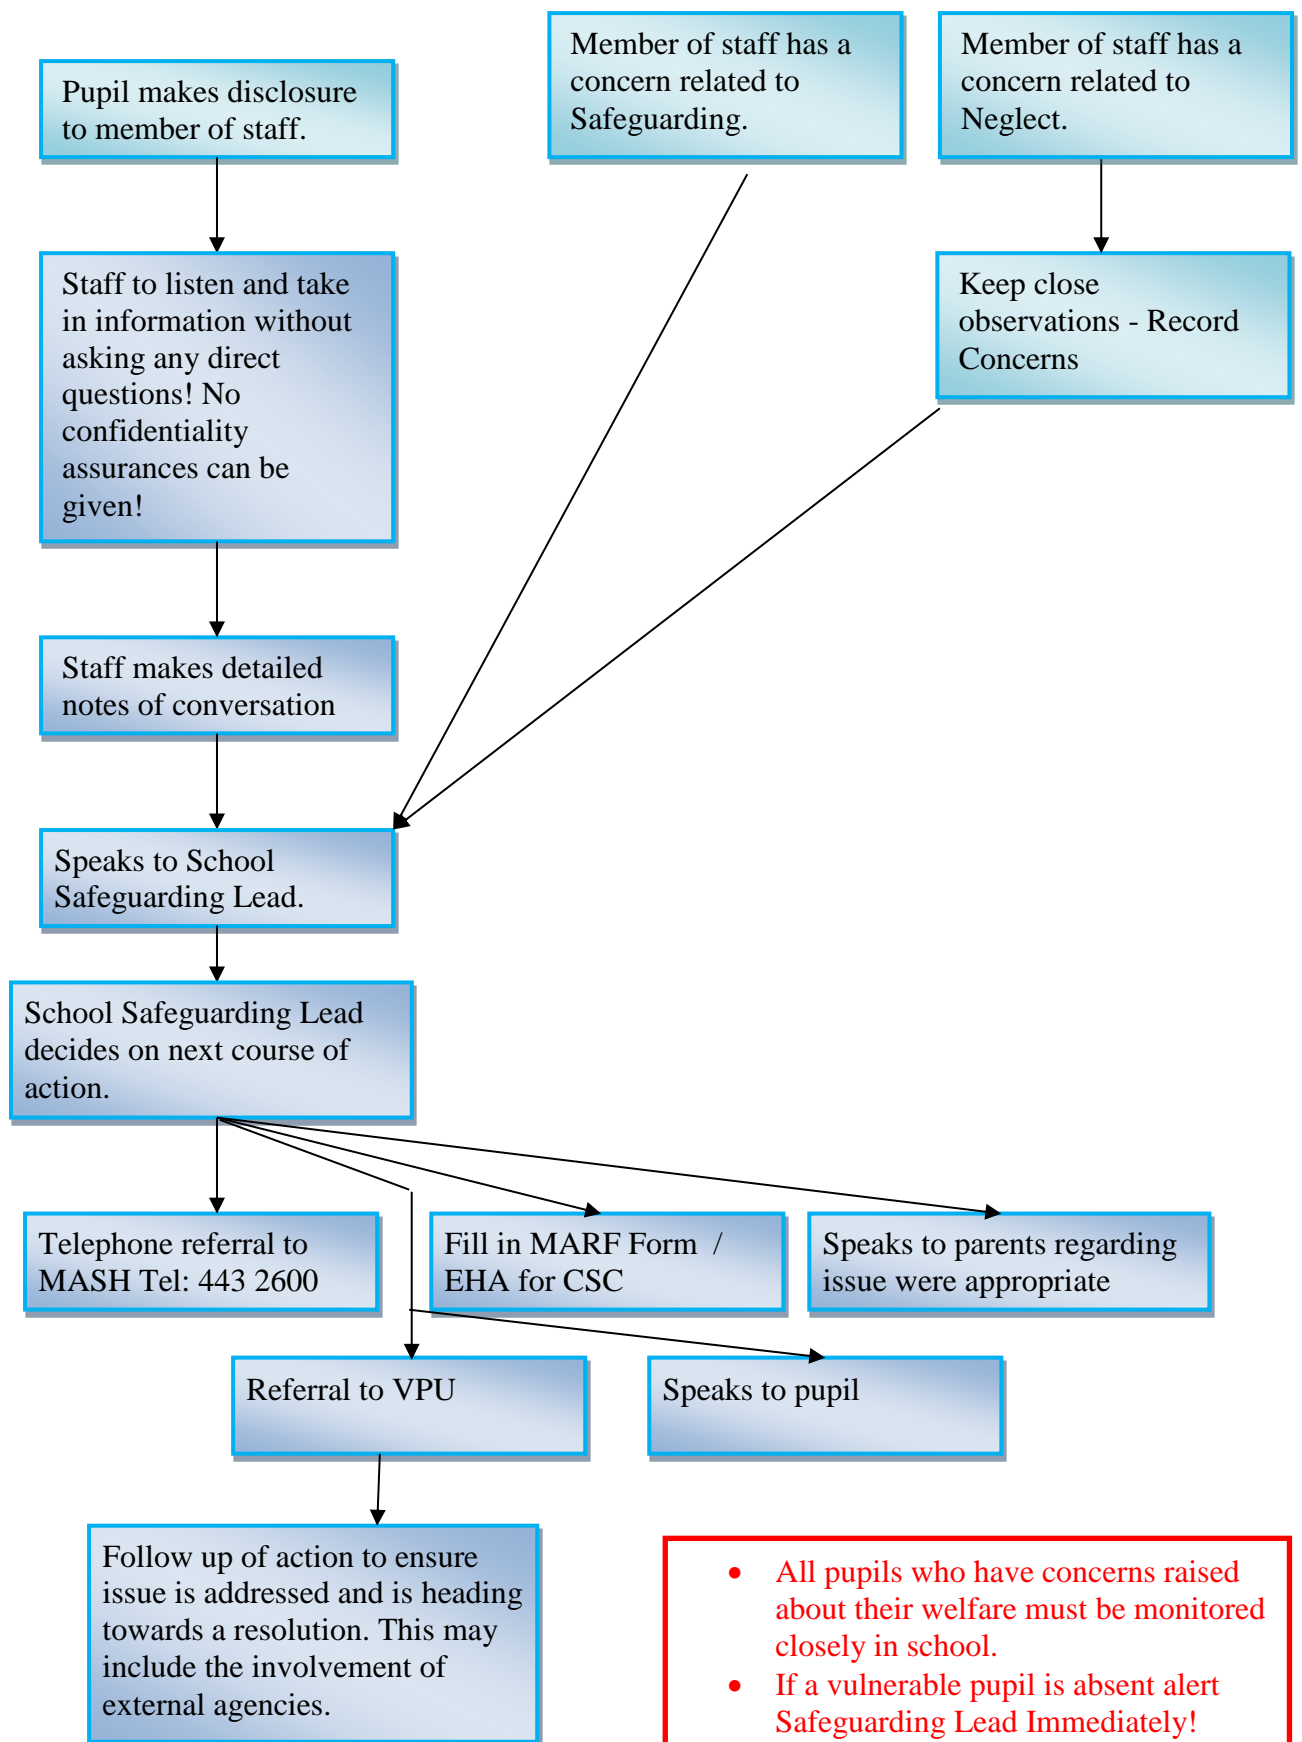 Pupil makes disclosure
to member of staff.
Member of staff has a
concern related to
Safeguarding.
Member of staff has a
concern related to
Neglect.
Staff to listen and take
in information without
asking any direct
questions! No
confidentiality
assurances can be
given!
Keep close
observations - Record
Concerns
Staff makes detailed
notes of conversation
Speaks to School
Safeguarding Lead.
School Safeguarding Lead
decides on next course of
action.
Telephone referral to
MASH Tel: 443 2600
Fill in MARF Form  /
EHA for CSC
Speaks to parents regarding
issue were appropriate
Referral to VPU
Speaks to pupil
Follow up of action to ensure
issue is addressed and is heading
towards a resolution. This may
include the involvement of
external agencies.
• All pupils who have concerns raised
about their welfare must be monitored
closely in school.
• If a vulnerable pupil is absent alert
Safeguarding Lead Immediately!